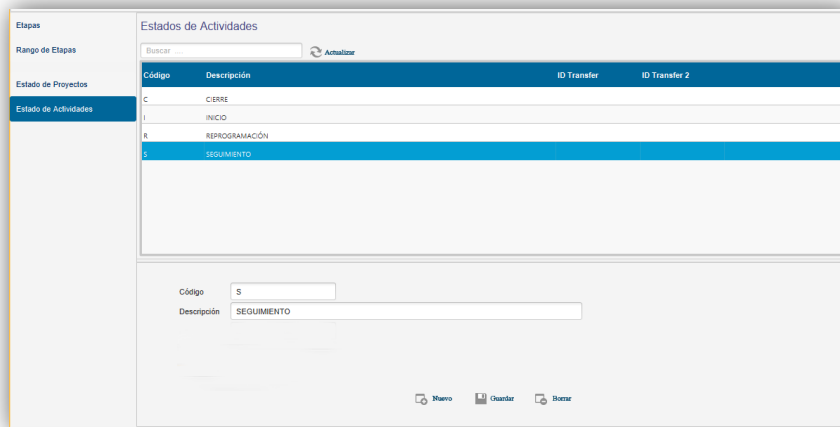 Etapas
Rango de Etapas
Estado de Proyectos
Estado de Actividades
Estados de Actividades
Buscar ...
Actualizar
Código Descripción ID Transfer ID Transfer 2
C CIERRE
I INICIO
R REPROGRAMACIÓN
S SEGUIMIENTO
Código S
Descripción SEGUIMIENTO
Nuevo Guardar Borrar